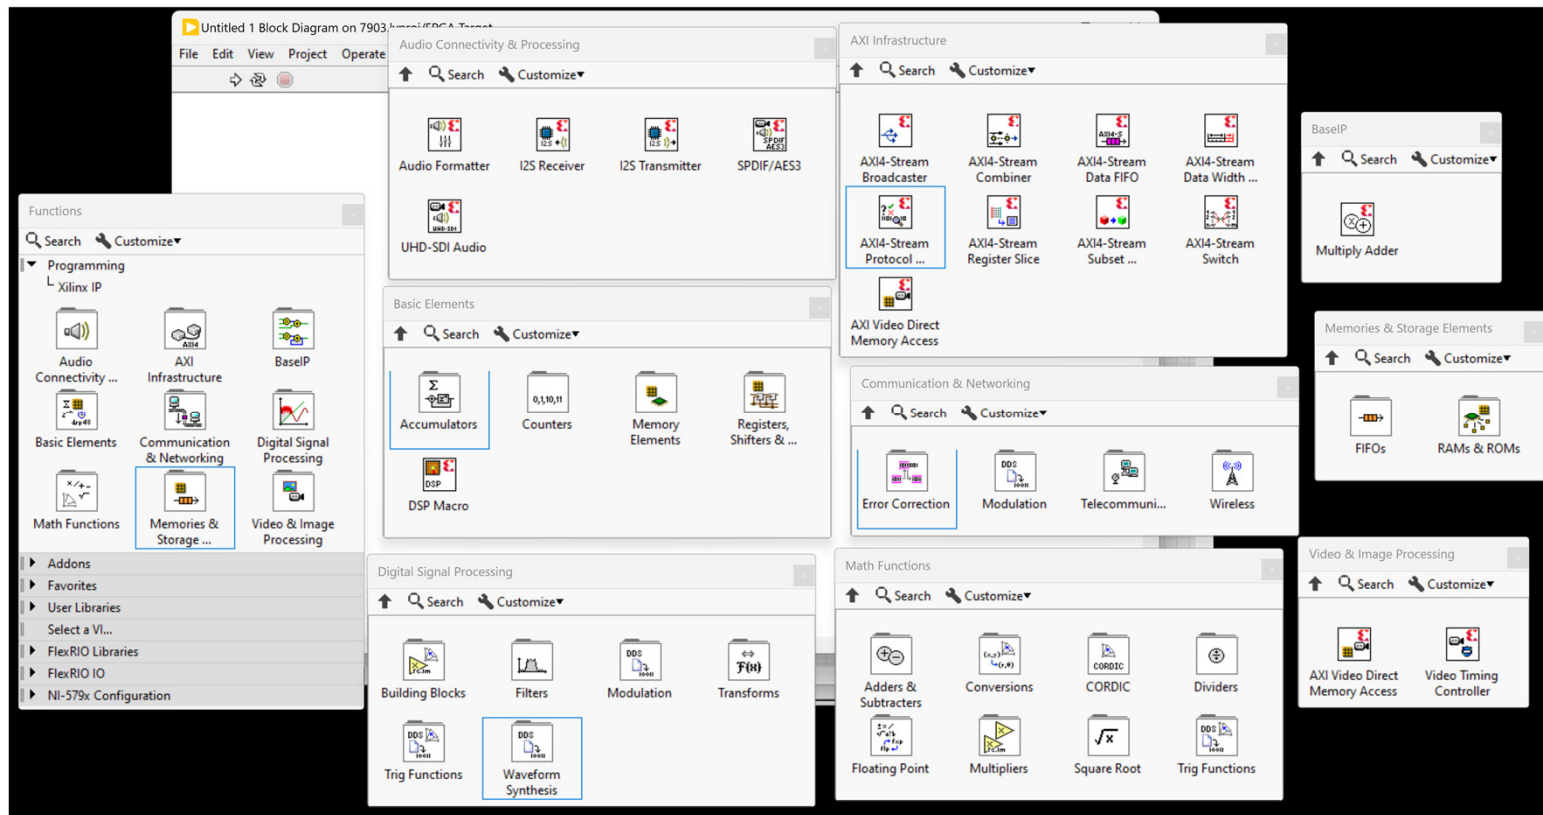 Untitled 1 Block Diagram on 7903.lvproj/FPGA Target
File Edit View Project Operate
Functions
Search Customize
Programming
Xilinx IP
Audio Connectivity ...
AXI Infrastructure
BaseIP
Basic Elements
Communication & Networking
Digital Signal Processing
Math Functions
Memories & Storage ...
Video & Image Processing
Addons
Favorites
User Libraries
Select a VI...
FlexRIO Libraries
FlexRIO IO
NI-579x Configuration
Audio Connectivity & Processing
Search Customize
Audio Formatter
I2S Receiver
I2S Transmitter
SPDIF/AES3
UHD-SDI Audio
Basic Elements
Search Customize
Accumulators
Counters
Memory Elements
Registers, Shifters & ...
DSP Macro
Digital Signal Processing
Search Customize
Building Blocks
Filters
Modulation
Transforms
Trig Functions
Waveform Synthesis
AXI Infrastructure
Search Customize
AXI4-Stream Broadcaster
AXI4-Stream Combiner
AXI4-Stream Data FIFO
AXI4-Stream Data Width ...
AXI4-Stream Protocol ...
AXI4-Stream Register Slice
AXI4-Stream Subset ...
AXI4-Stream Switch
AXI Video Direct Memory Access
Communication & Networking
Search Customize
Error Correction
Modulation
Telecommuni...
Wireless
Math Functions
Search Customize
Adders & Subtracters
Conversions
CORDIC
Dividers
Floating Point
Multipliers
Square Root
Trig Functions
BaseIP
Search Customize
Multiply Adder
Memories & Storage Elements
Search Customize
FIFOs
RAMs & ROMs
Video & Image Processing
Search Customize
AXI Video Direct Memory Access
Video Timing Controller